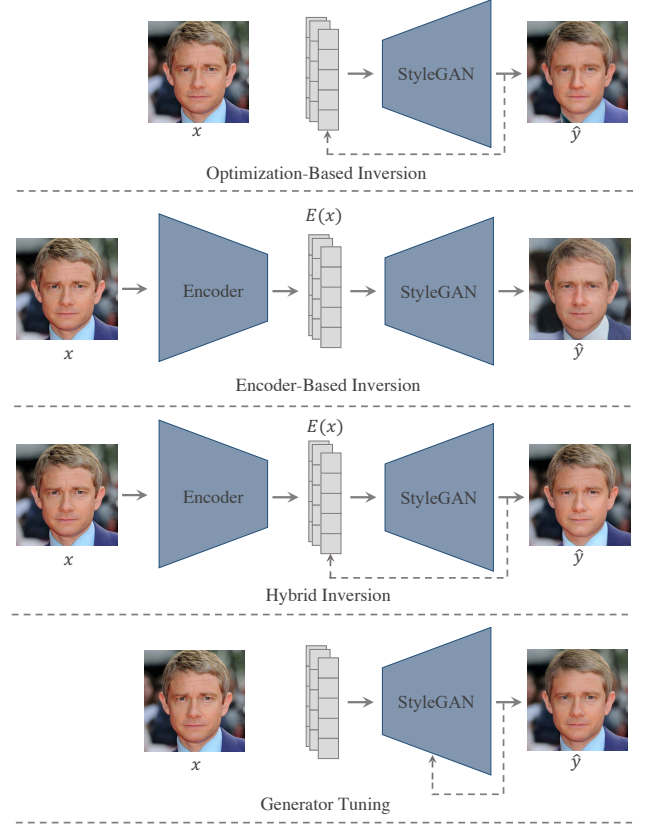 StyleGAN
x
ŷ
Optimization-Based Inversion
E(x)
Encoder
StyleGAN
x
ŷ
Encoder-Based Inversion
E(x)
Encoder
StyleGAN
x
ŷ
Hybrid Inversion
StyleGAN
x
ŷ
Generator Tuning